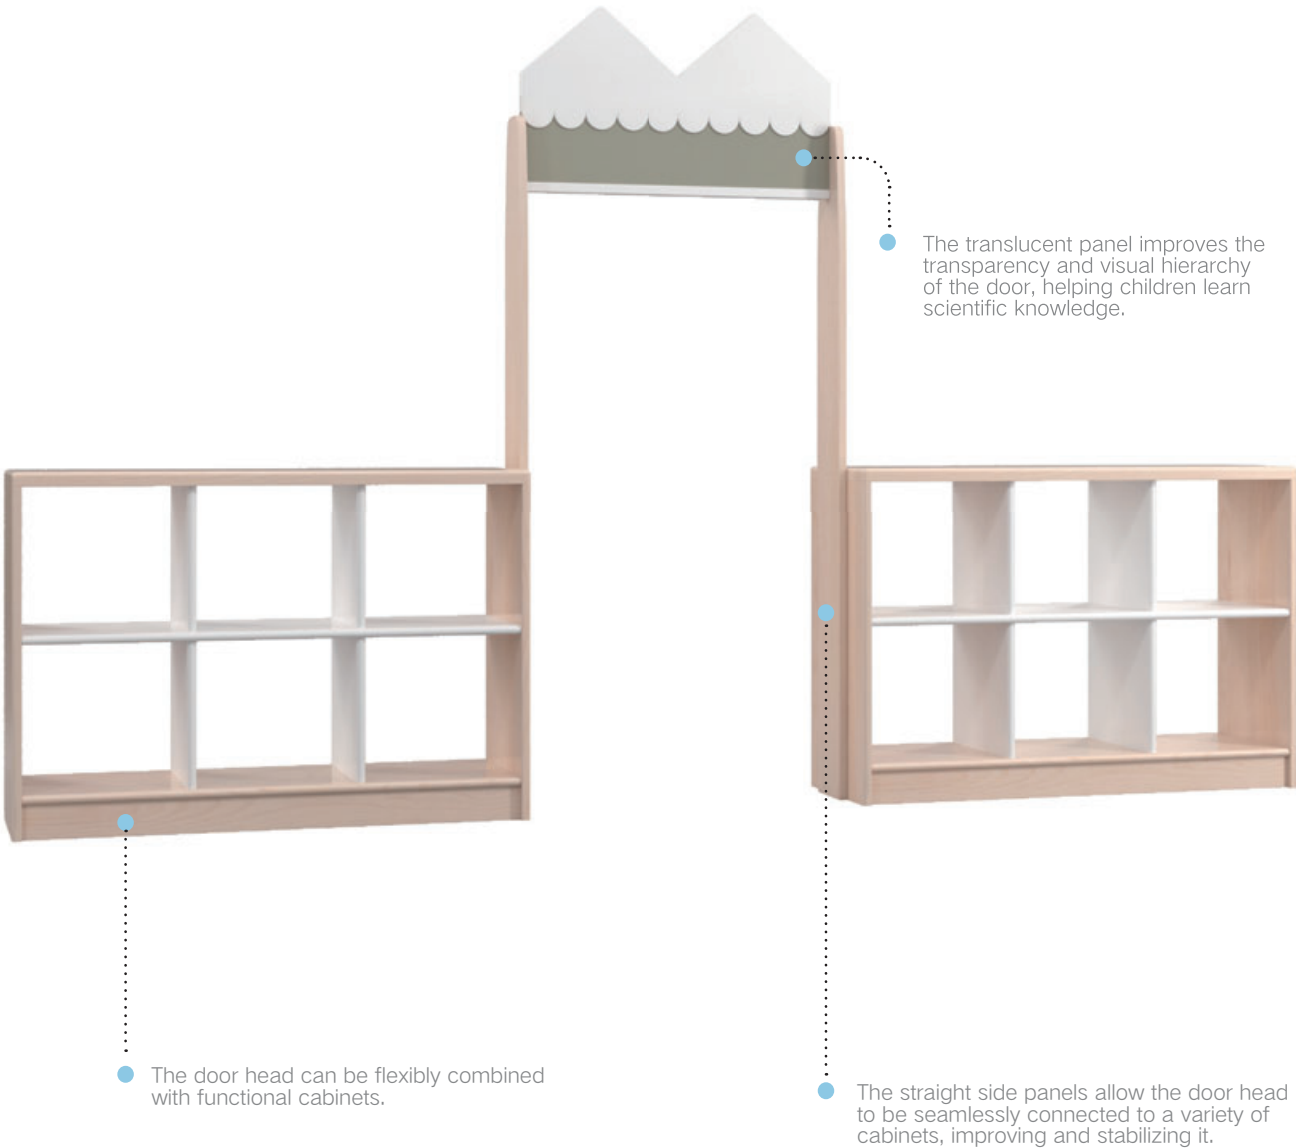 The translucent panel improves the
transparency and visual hierarchy
of the door, helping children learn
scientific knowledge.
The door head can be flexibly combined
with functional cabinets.
The straight side panels allow the door head
to be seamlessly connected to a variety of
cabinets, improving and stabilizing it.